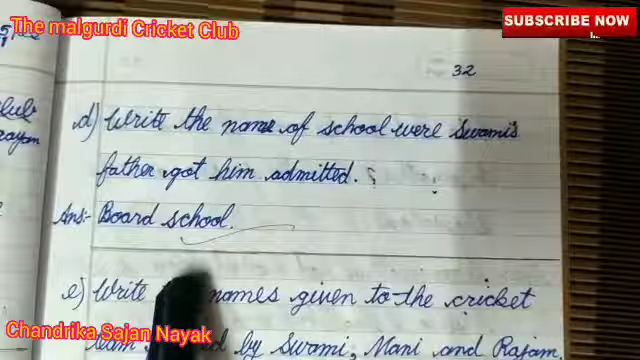 The malgurdi Cricket Club
SUBSCRIBE NOW
32
d) Write the name of school were Swami's
father got him admitted.
Ans:- Board school.
e) Write names given to the cricket
by Swami, Mani and Rajam,
Chandrika Sajan Nayak